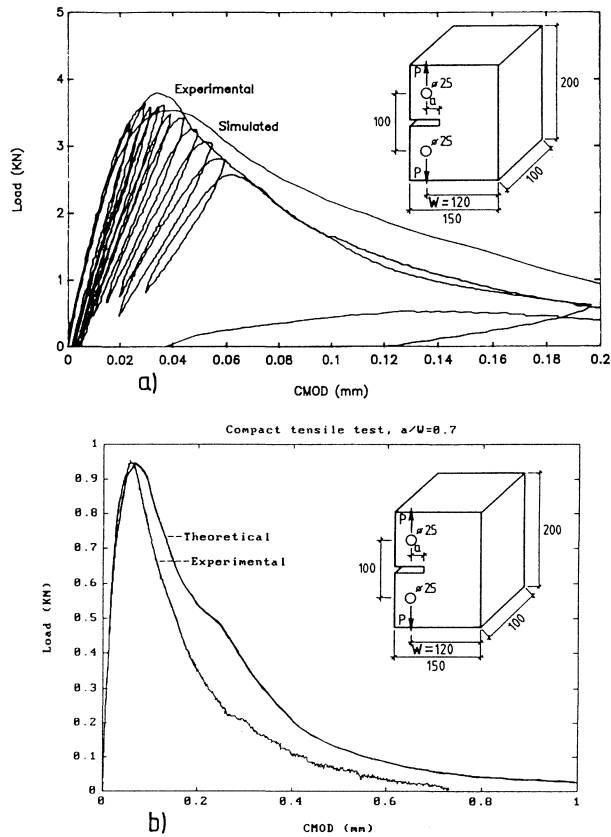 5
4
3
2
1
0
Load (KN)
Experimental
Simulated
0
0.02
0.04
0.06
0.08
0.1
0.12
0.14
0.16
0.18
0.2
CMOD (mm)
a)
P
ø 25
a
100
ø 25
P
W = 120
150
100
200
Compact tensile test, a/W=0.7
1
0.9
0.8
0.7
0.6
0.5
0.4
0.3
0.2
0.1
0
Load (KN)
Theoretical
Experimental
0
0.2
0.4
0.6
0.8
1
CMOD (mm)
b)
P
ø 25
a
100
ø 25
P
W = 120
150
100
200